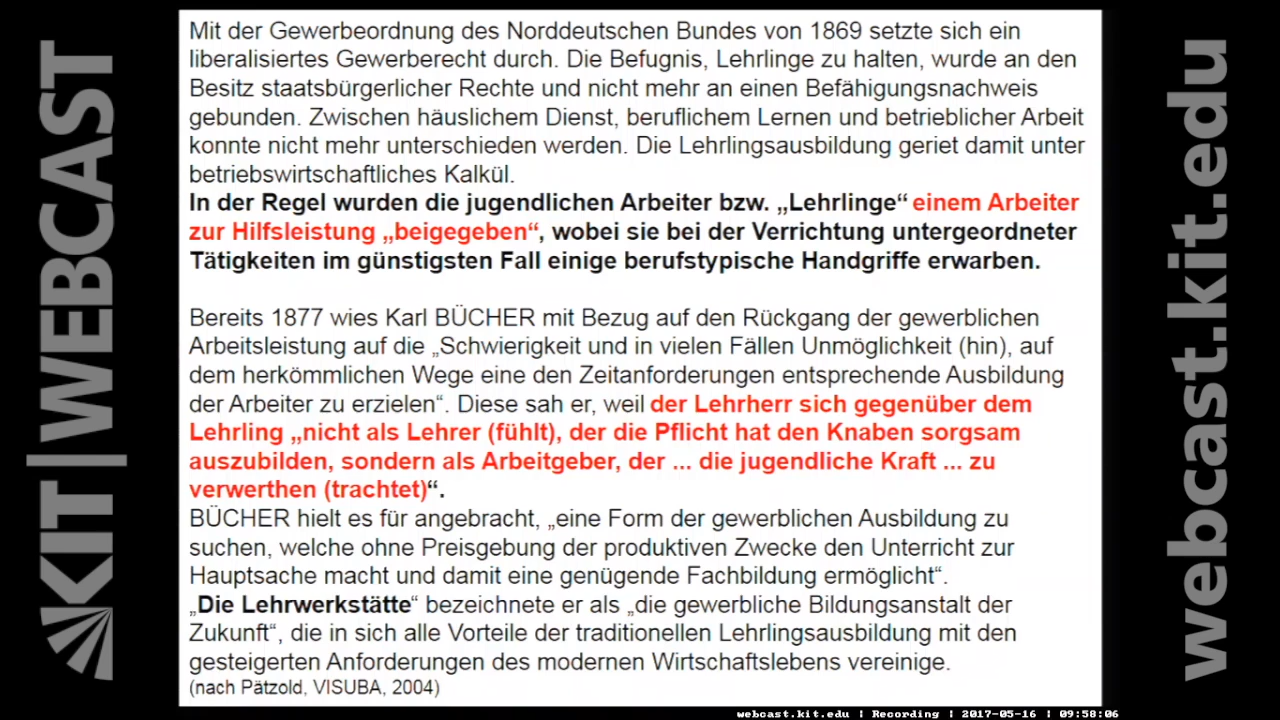 KIT | WEBCAST
Mit der Gewerbeordnung des Norddeutschen Bundes von 1869 setzte sich ein
liberalisiertes Gewerberecht durch. Die Befugnis, Lehrlinge zu halten, wurde an den
Besitz staatsbürgerlicher Rechte und nicht mehr an einen Befähigungsnachweis
gebunden. Zwischen häuslichem Dienst, beruflichem Lernen und betrieblicher Arbeit
konnte nicht mehr unterschieden werden. Die Lehrlingsausbildung geriet damit unter
betriebswirtschaftliches Kalkül.
In der Regel wurden die jugendlichen Arbeiter bzw. „Lehrlinge“ einem Arbeiter
zur Hilfsleistung „beigegeben“, wobei sie bei der Verrichtung untergeordneter
Tätigkeiten im günstigsten Fall einige berufstypische Handgriffe erwarben.
Bereits 1877 wies Karl BÜCHER mit Bezug auf den Rückgang der gewerblichen
Arbeitsleistung auf die „Schwierigkeit und in vielen Fällen Unmöglichkeit (hin), auf
dem herkömmlichen Wege eine den Zeitanforderungen entsprechende Ausbildung
der Arbeiter zu erzielen“. Diese sah er, weil der Lehrherr sich gegenüber dem
Lehrling „nicht als Lehrer (fühlt), der die Pflicht hat den Knaben sorgsam
auszubilden, sondern als Arbeitgeber, der ... die jugendliche Kraft ... zu
verwerthen (trachtet)“.
BÜCHER hielt es für angebracht, „eine Form der gewerblichen Ausbildung zu
suchen, welche ohne Preisgebung der produktiven Zwecke den Unterricht zur
Hauptsache macht und damit eine genügende Fachbildung ermöglicht“.
„Die Lehrwerkstätte“ bezeichnete er als „die gewerbliche Bildungsanstalt der
Zukunft“, die in sich alle Vorteile der traditionellen Lehrlingsausbildung mit den
gesteigerten Anforderungen des modernen Wirtschaftslebens vereinige.
(nach Pätzold, VISUBA, 2004)
webcast.kit.edu
webcast.kit.edu | Recording | 2017-05-16 | 09:58:06